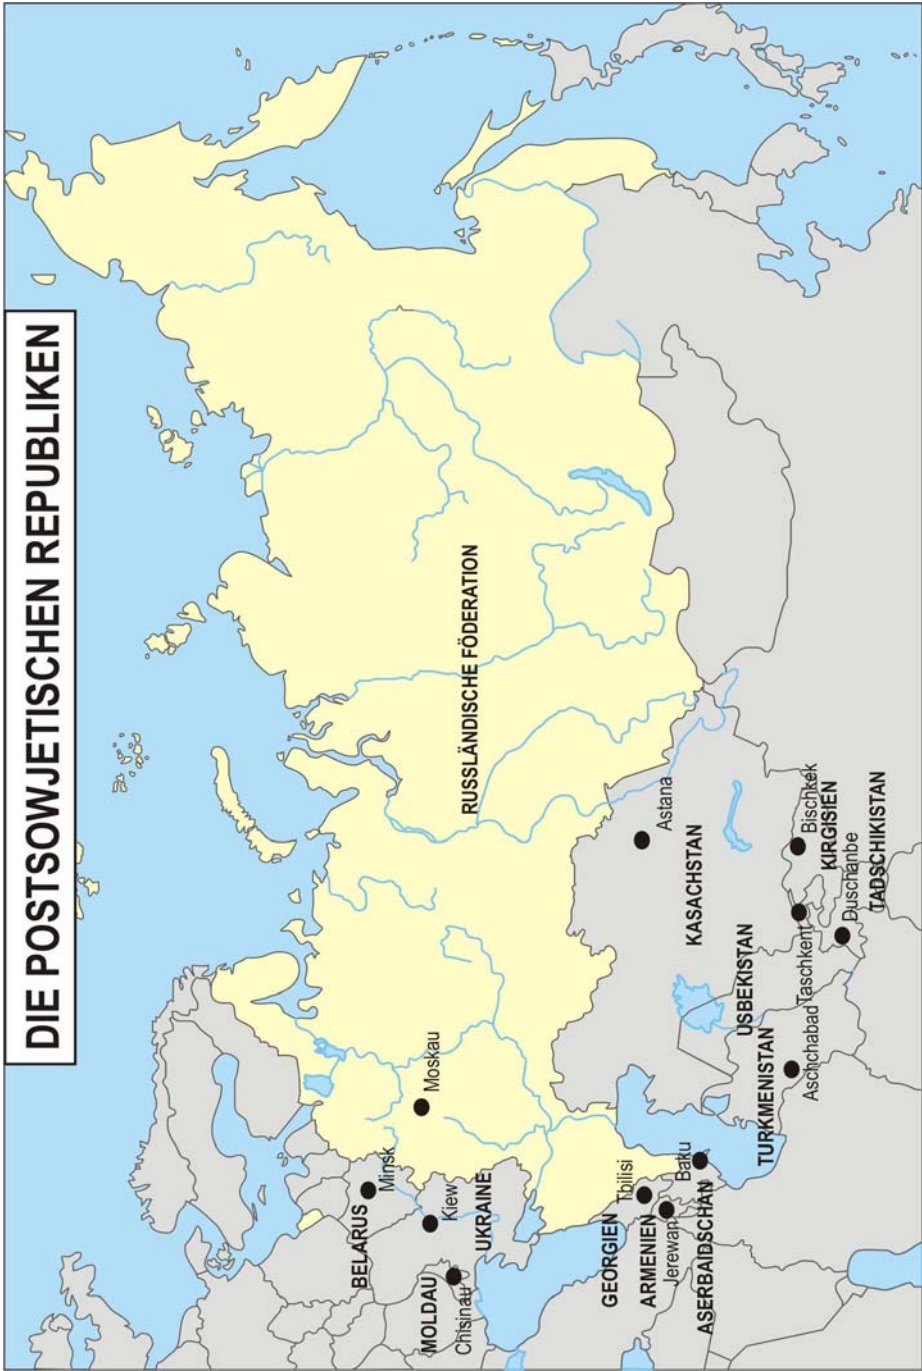 DIE POSTSOWJETISCHEN REPUBLIKEN
RUSSLÄNDISCHE FÖDERATION
Moskau
BELARUS
Minsk
Kiew
UKRAINE
MOLDAU
Chisinau
GEORGIEN
Tbilisi
ARMENIEN
Jerewan
Baku
ASERBAIDSCHAN
Astana
KASACHSTAN
USBEKISTAN
Taschkent
TURKMENISTAN
Aschchabad
Bischkek
KIRGISIEN
Duschanbe
TADSCHIKISTAN